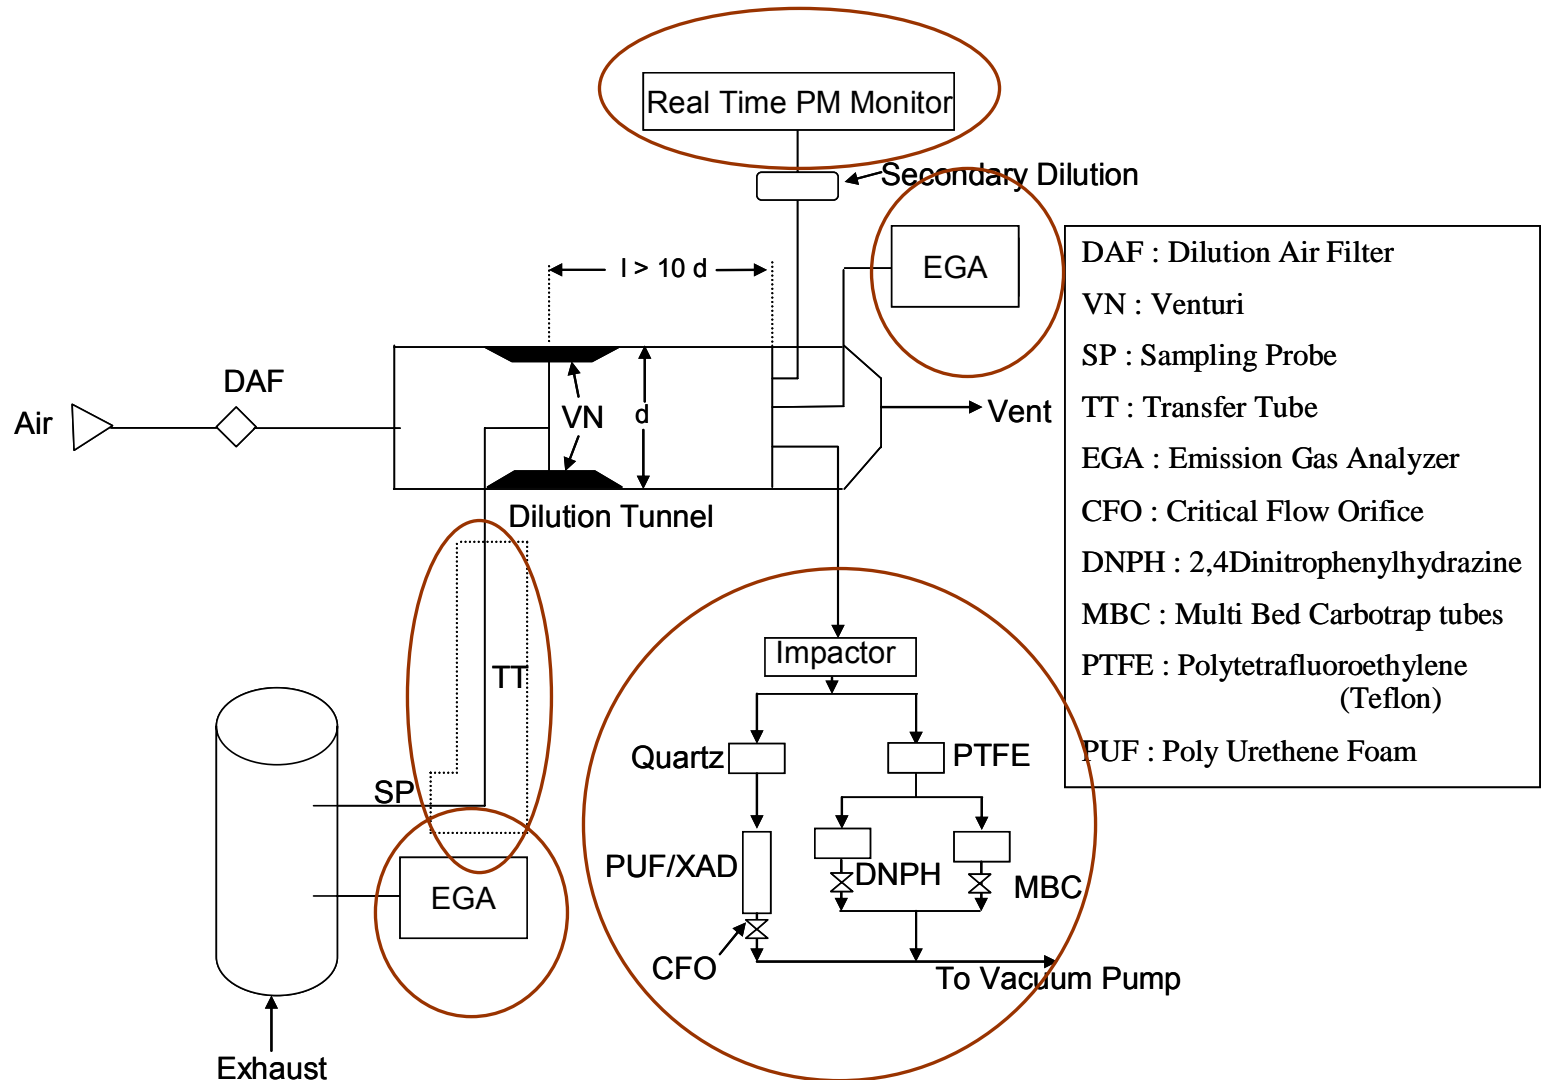 Real Time PM Monitor
Secondary Dilution
EGA
l > 10 d
DAF
Air
VN
d
Vent
Dilution Tunnel
TT
SP
EGA
Exhaust
Impactor
Quartz
PTFE
PUF/XAD
DNPH
MBC
CFO
To Vacuum Pump
DAF : Dilution Air Filter
VN : Venturi
SP : Sampling Probe
TT : Transfer Tube
EGA : Emission Gas Analyzer
CFO : Critical Flow Orifice
DNPH : 2,4Dinitrophenylhydrazine
MBC : Multi Bed Carbotrap tubes
PTFE : Polytetrafluoroethylene
(Teflon)
PUF : Poly Urethene Foam